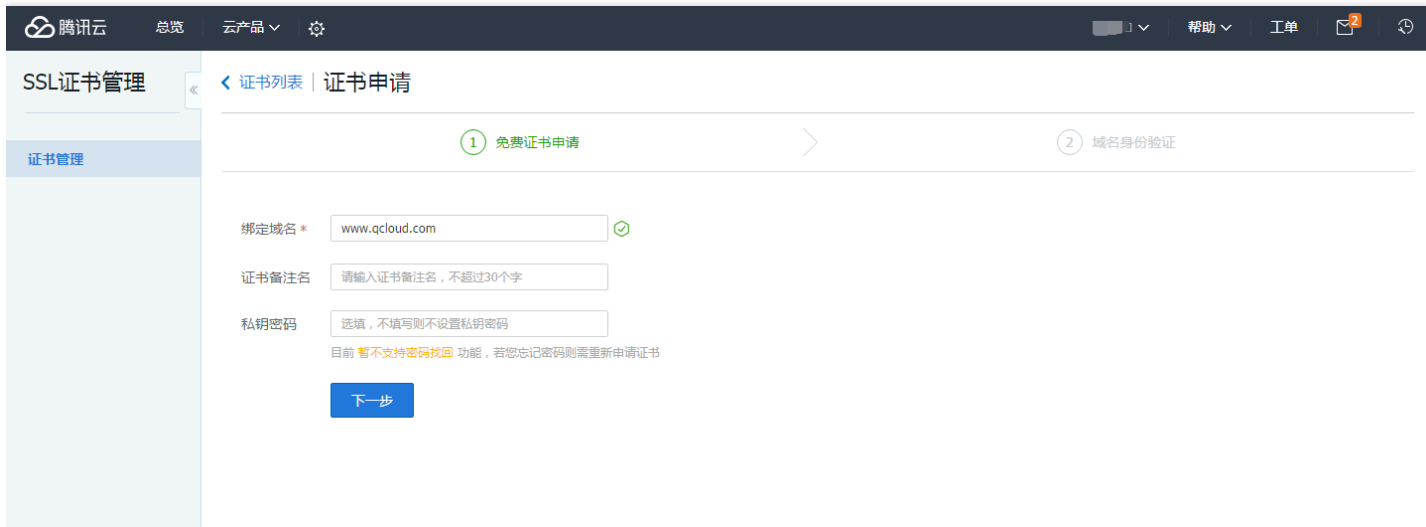 腾讯云 总览 云产品 帮助 工单 2
SSL证书管理 « 证书列表 | 证书申请
1 免费证书申请 2 域名身份验证
证书管理
绑定域名 * www.qcloud.com
证书备注名 请输入证书备注名，不超过30个字
私钥密码 选填，不填写则不设置私钥密码
目前 暂不支持密码找回 功能，若您忘记密码则需重新申请证书
下一步